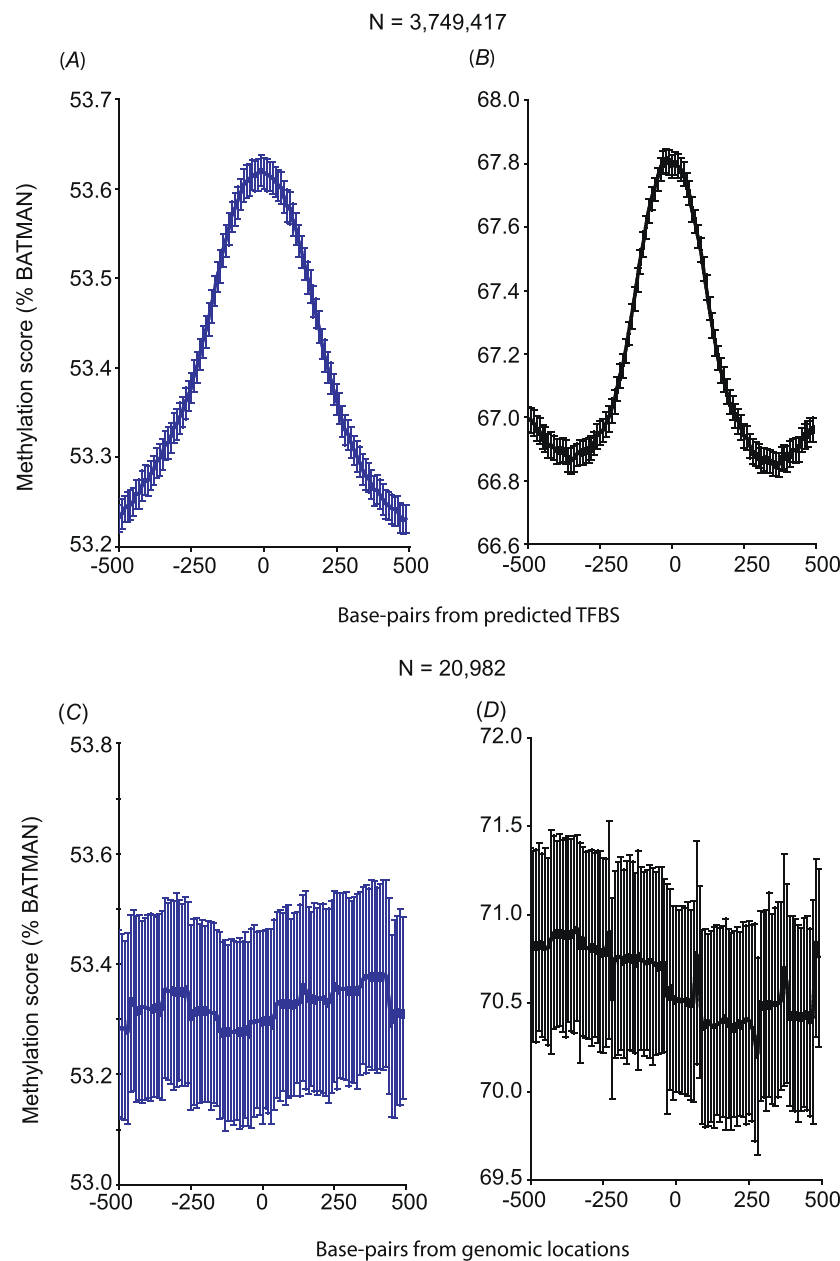 N = 3,749,417
(A)
(B)
53.7
53.6
53.5
53.4
53.3
53.2
Methylation score (% BATMAN)
-500 -250 0 250 500
68.0
67.8
67.6
67.4
67.2
67.0
66.8
66.6
-500 -250 0 250 500
Base-pairs from predicted TFBS
N = 20,982
(C)
(D)
53.8
53.6
53.4
53.2
53.0
Methylation score (% BATMAN)
-500 -250 0 250 500
72.0
71.5
71.0
70.5
70.0
69.5
-500 -250 0 250 500
Base-pairs from genomic locations